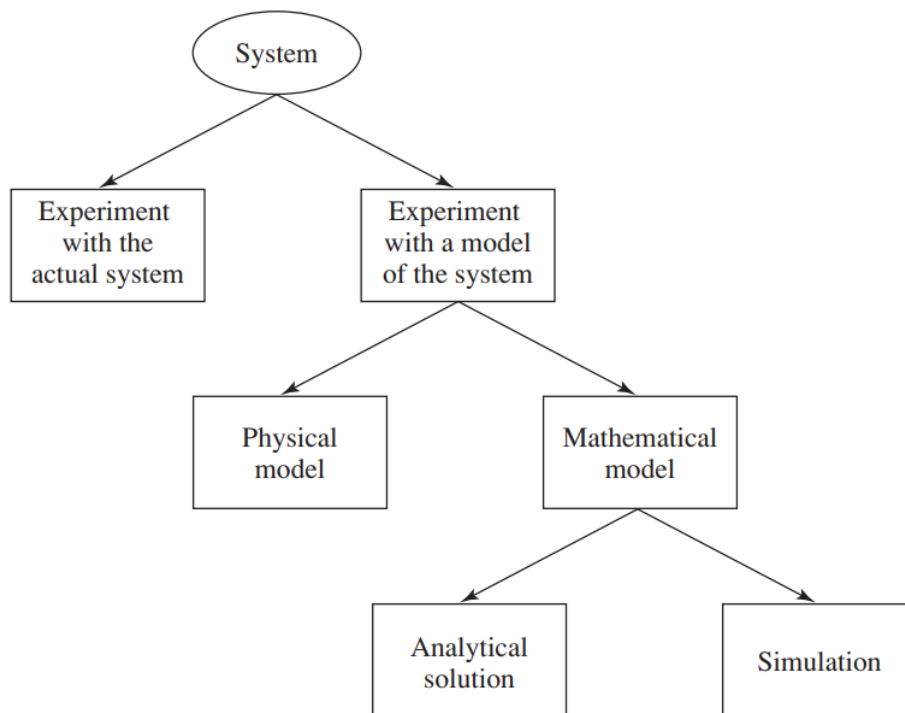 System
Experiment
with the
actual system
Experiment
with a model
of the system
Physical
model
Mathematical
model
Analytical
solution
Simulation